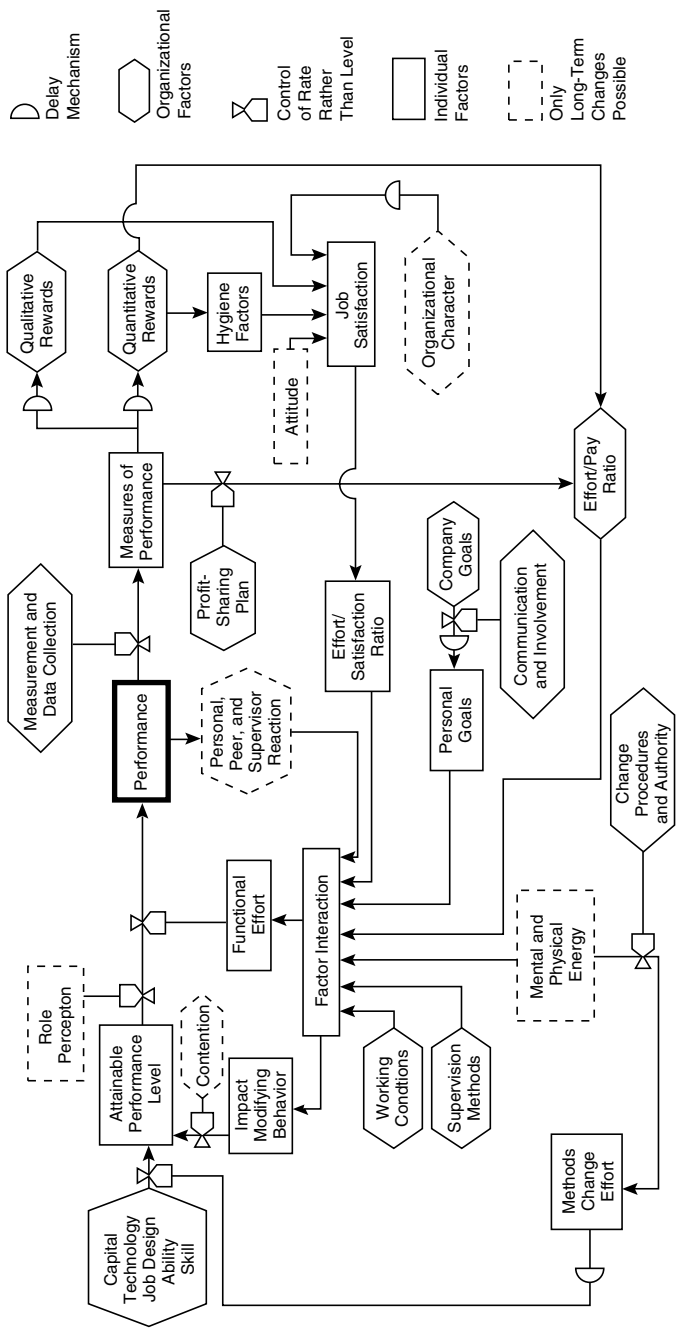 Capital
Technology
Job Design
Ability
Skill
Role
Percepton
Attainable
Performance
Level
Contention
Impact
Modifying
Behavior
Functional
Effort
Factor Interaction
Working
Condtions
Supervision
Methods
Methods
Change
Effort
Mental and
Physical
Energy
Change
Procedures
and Authority
Measurement and
Data Collection
Performance
Personal,
Peer, and
Supervisor
Reaction
Measures of
Performance
Profit-
Sharing
Plan
Effort/
Satisfaction
Ratio
Personal
Goals
Company
Goals
Communication
and Involvement
Effort/Pay
Ratio
Qualitative
Rewards
Quantitative
Rewards
Hygiene
Factors
Attitude
Job
Satisfaction
Organizational
Character
Delay
Mechanism
Organizational
Factors
Control
of Rate
Rather
Than Level
Individual
Factors
Only
Long-Term
Changes
Possible